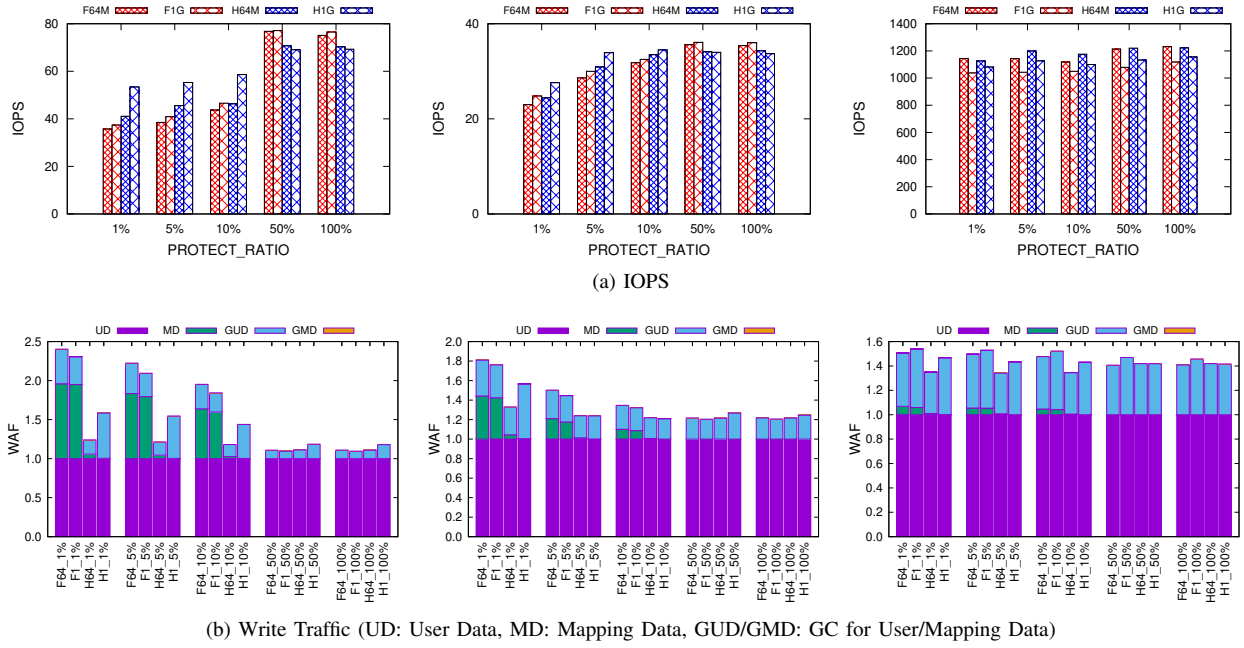 F64M F1G H64M H1G
80
60
40
20
0
IOPS
1% 5% 10% 50% 100%
PROTECT_RATIO
F64M F1G H64M H1G
40
20
0
IOPS
1% 5% 10% 50% 100%
PROTECT_RATIO
F64M F1G H64M H1G
1400
1200
1000
800
600
400
200
0
IOPS
1% 5% 10% 50% 100%
PROTECT_RATIO
(a) IOPS
UD MD GUD GMD
2.5
2.0
1.5
1.0
0.5
0.0
WAF
F64_1% F1_1% H64_1% H1_1% F64_5% F1_5% H64_5% H1_5% F64_10% F1_10% H64_10% H1_10% F64_50% F1_50% H64_50% H1_50% F64_100% F1_100% H64_100% H1_100%
UD MD GUD GMD
2.0
1.8
1.6
1.4
1.2
1.0
0.8
0.6
0.4
0.2
0.0
WAF
F64_1% F1_1% H64_1% H1_1% F64_5% F1_5% H64_5% H1_5% F64_10% F1_10% H64_10% H1_10% F64_50% F1_50% H64_50% H1_50% F64_100% F1_100% H64_100% H1_100%
UD MD GUD GMD
1.6
1.4
1.2
1.0
0.8
0.6
0.4
0.2
0.0
WAF
F64_1% F1_1% H64_1% H1_1% F64_5% F1_5% H64_5% H1_5% F64_10% F1_10% H64_10% H1_10% F64_50% F1_50% H64_50% H1_50% F64_100% F1_100% H64_100% H1_100%
(b) Write Traffic (UD: User Data, MD: Mapping Data, GUD/GMD: GC for User/Mapping Data)